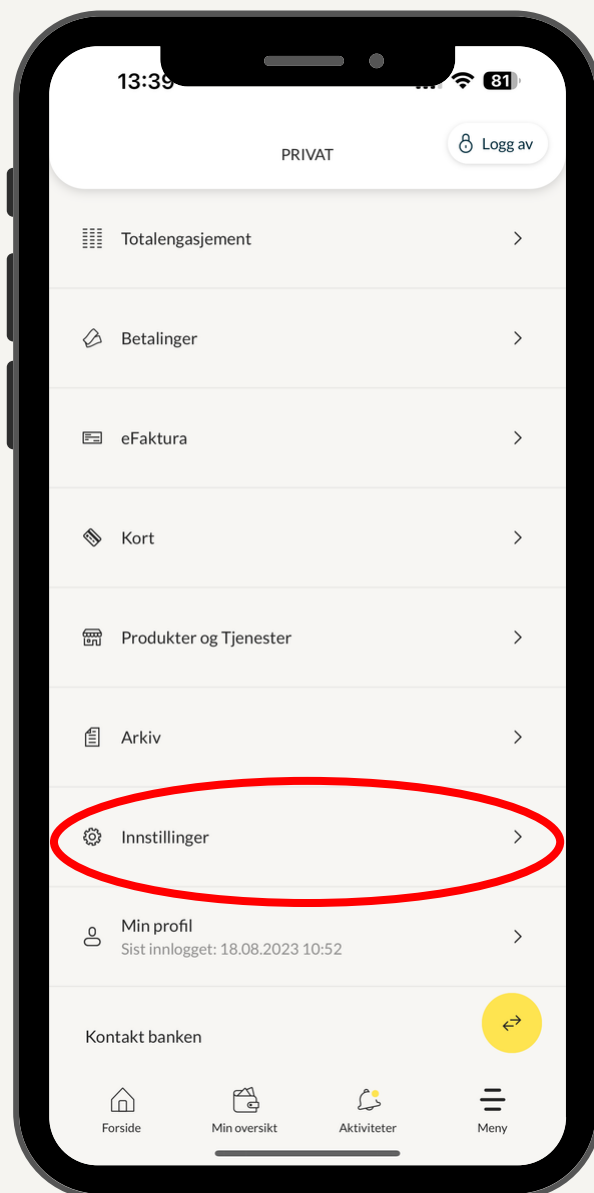 13:39
81
PRIVAT
Logg av
Totalengasjement
Betalinger
eFaktura
Kort
Produkter og Tjenester
Arkiv
Innstillinger
Min profil
Sist innlogget: 18.08.2023 10:52
Kontakt banken
Forside
Min oversikt
Aktiviteter
Meny